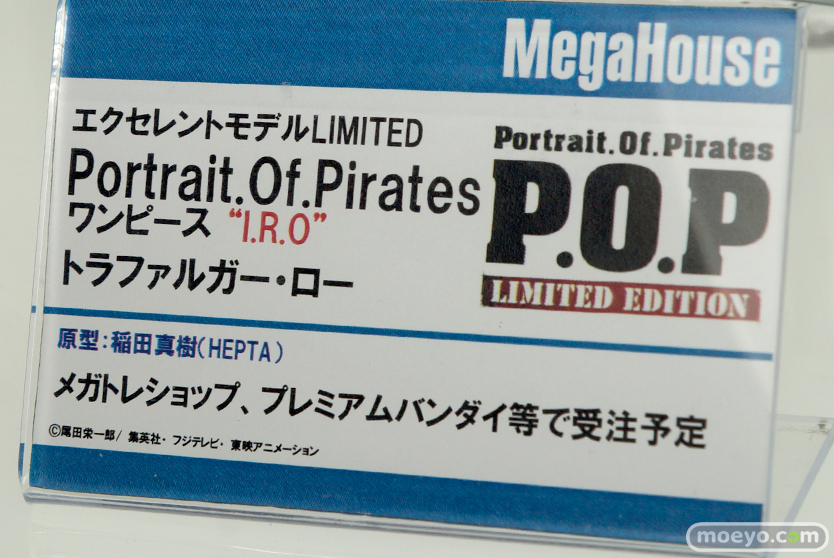 MegaHouse
エクセレントモデルLIMITED
Portrait.Of.Pirates
ワンピース "I.R.O"
トラファルガー・ロー
Portrait.Of.Pirates
P.O.P
LIMITED EDITION
原型:稲田真樹(HEPTA)
メガトレショップ、プレミアムバンダイ等で受注予定
©尾田栄一郎/集英社・フジテレビ・東映アニメーション
moeyo.com